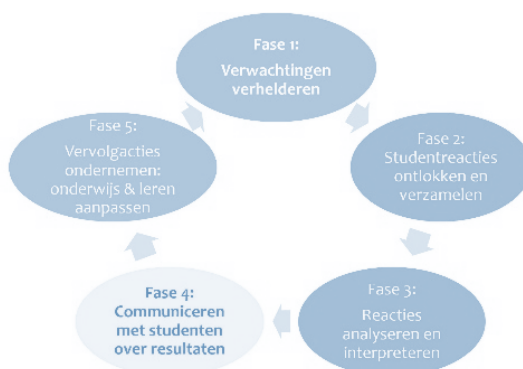 Fase 1:
Verwachtingen
verhelderen
Fase 2:
Studentreacties
ontlokken en
verzamelen
Fase 3:
Reacties
analyseren en
interpreteren
Fase 4:
Communiceren
met studenten
over resultaten
Fase 5:
Vervolgacties
ondernemen:
onderwijs & leren
aanpassen